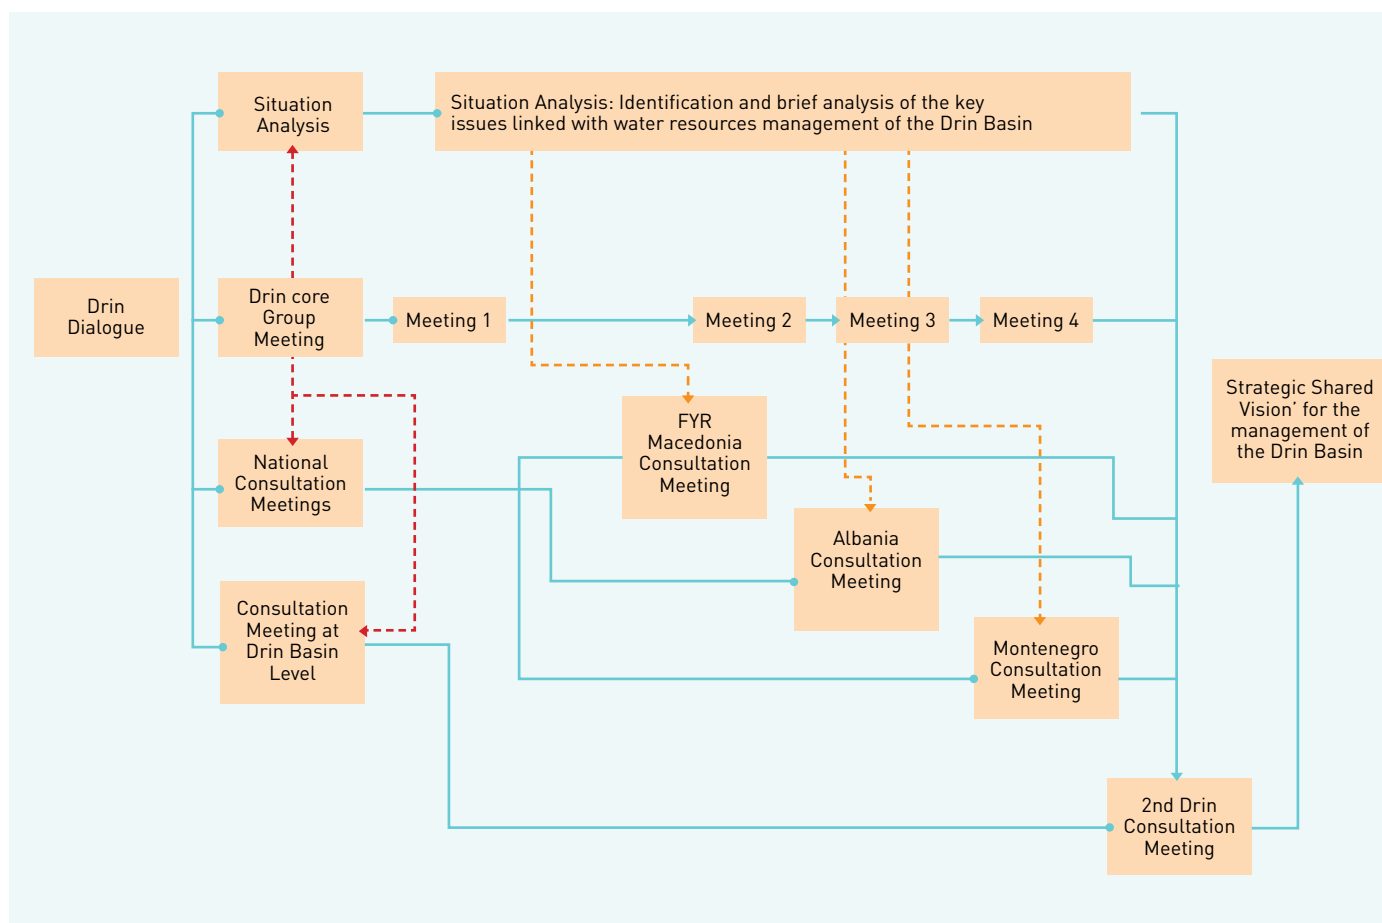 Situation
Analysis
Situation Analysis: Identification and brief analysis of the key
issues linked with water resources management of the Drin Basin
Drin
Dialogue
Drin core
Group
Meeting
Meeting 1
Meeting 2
Meeting 3
Meeting 4
Strategic Shared
Vision’ for the
management of
the Drin Basin
FYR
Macedonia
Consultation
Meeting
National
Consultation
Meetings
Albania
Consultation
Meeting
Consultation
Meeting at
Drin Basin
Level
Montenegro
Consultation
Meeting
2nd Drin
Consultation
Meeting